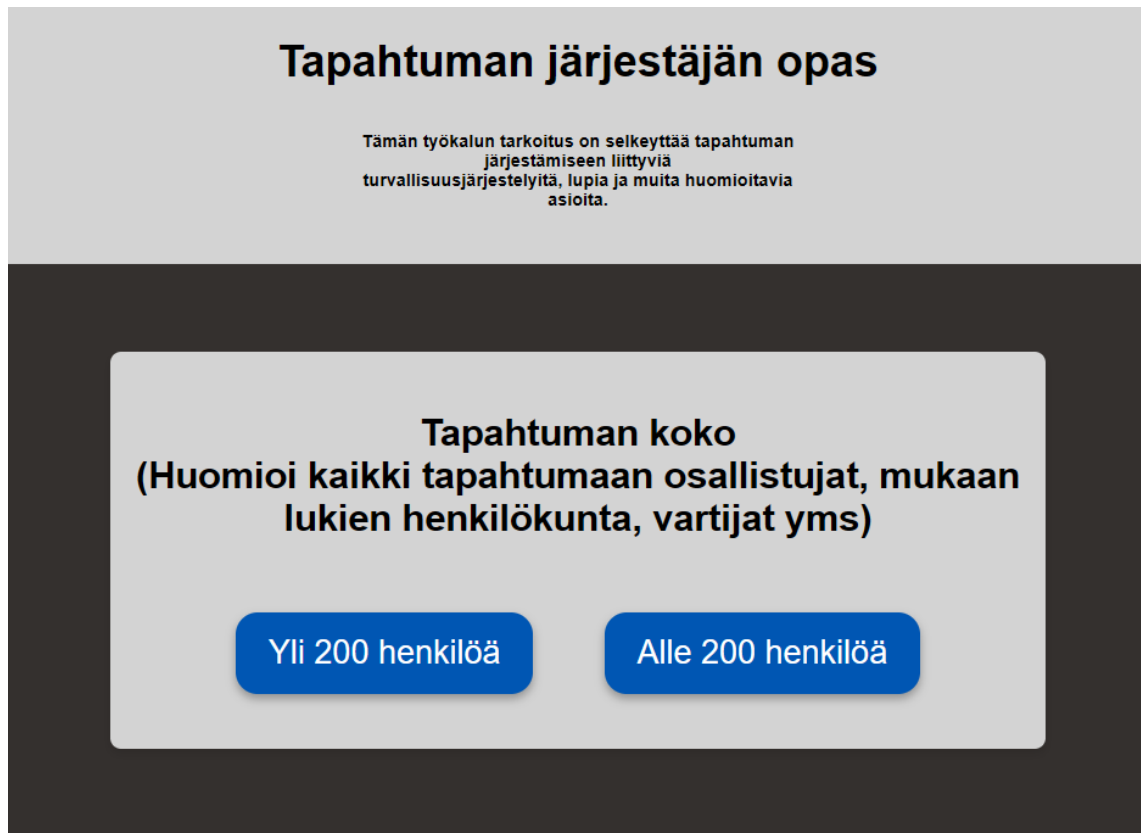 Tapahtuman järjestäjän opas
Tämän työkalun tarkoitus on selkeyttää tapahtuman
järjestämiseen liittyviä
turvallisuusjärjestelyitä, lupia ja muita huomioitavia
asioita.
Tapahtuman koko
(Huomioi kaikki tapahtumaan osallistujat, mukaan
lukien henkilökunta, vartijat yms)
Yli 200 henkilöä
Alle 200 henkilöä